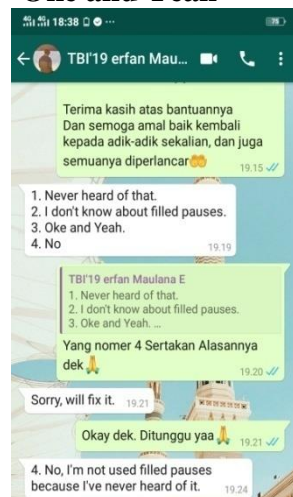 18:38
TBI'19 erfan Mau...
Terima kasih atas bantuannya
Dan semoga amal baik kembali
kepada adik-adik sekalian, dan juga
semuanya diperlancar🤲
19.15
1. Never heard of that.
2. I don't know about filled pauses.
3. Oke and Yeah.
4. No
19.19
TBI'19 erfan Maulana E
1. Never heard of that.
2. I don't know about filled pauses.
3. Oke and Yeah. ...
Yang nomer 4 Sertakan Alasannya
dek🙏
19.20
Sorry, will fix it. 19.21
Okay dek. Ditunggu yaa🙏 19.21
4. No, I'm not used filled pauses
because I've never heard of it. 19.24